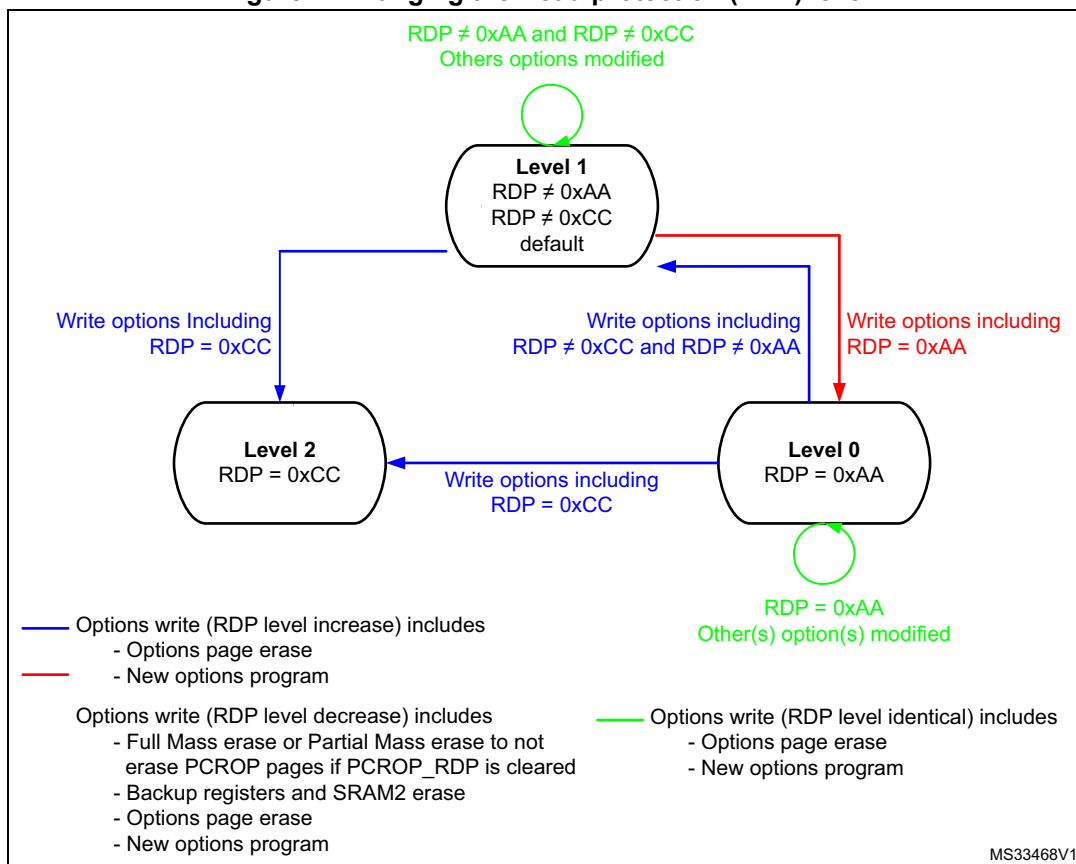 RDP ≠ 0xAA and RDP ≠ 0xCC
Others options modified
Level 1
RDP ≠ 0xAA
RDP ≠ 0xCC
default
Write options Including
RDP = 0xCC
Write options including
RDP ≠ 0xCC and RDP ≠ 0xAA
Write options including
RDP = 0xAA
Level 2
RDP = 0xCC
Level 0
RDP = 0xAA
Write options including
RDP = 0xCC
RDP = 0xAA
Other(s) option(s) modified
Options write (RDP level increase) includes
- Options page erase
- New options program
Options write (RDP level decrease) includes
- Full Mass erase or Partial Mass erase to not
erase PCROP pages if PCROP_RDP is cleared
- Backup registers and SRAM2 erase
- Options page erase
- New options program
Options write (RDP level identical) includes
- Options page erase
- New options program
MS33468V1